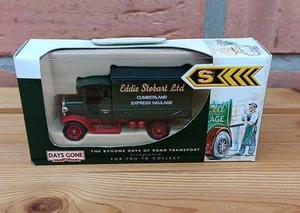 Eddie Stobart Ltd
CUMBERLAND
EXPRESS HAULAGE
S
DAYS GONE
THE BYGONE DAYS OF ROAD TRANSPORT
FOR YOU TO COLLECT